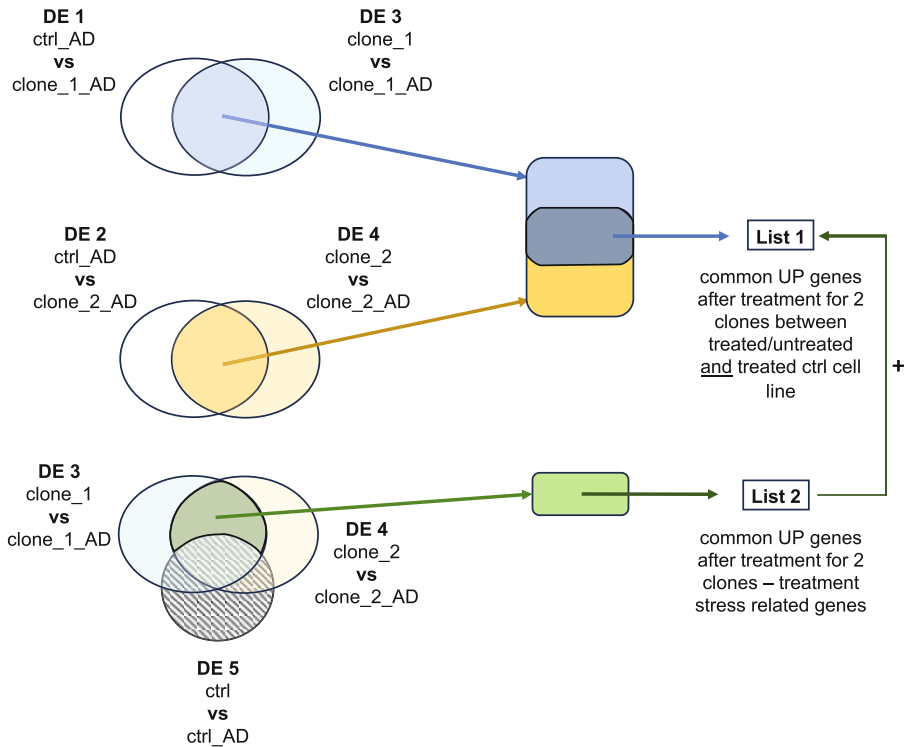 DE 1
ctrl_AD
vs
clone_1_AD
DE 3
clone_1
vs
clone_1_AD
DE 2
ctrl_AD
vs
clone_2_AD
DE 4
clone_2
vs
clone_2_AD
List 1
common UP genes
after treatment for 2
clones between
treated/untreated
and treated ctrl cell
line
+
DE 3
clone_1
vs
clone_1_AD
DE 4
clone_2
vs
clone_2_AD
DE 5
ctrl
vs
ctrl_AD
List 2
common UP genes
after treatment for 2
clones – treatment
stress related genes